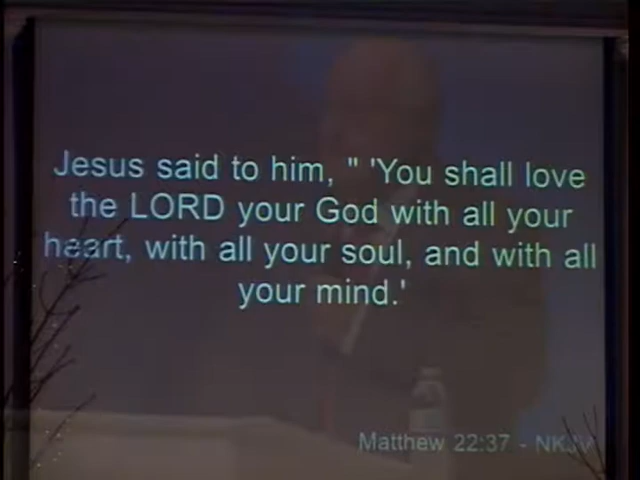 Jesus said to him, " 'You shall love
the LORD your God with all your
heart, with all your soul, and with all
your mind.'
Matthew 22:37 - NKJV